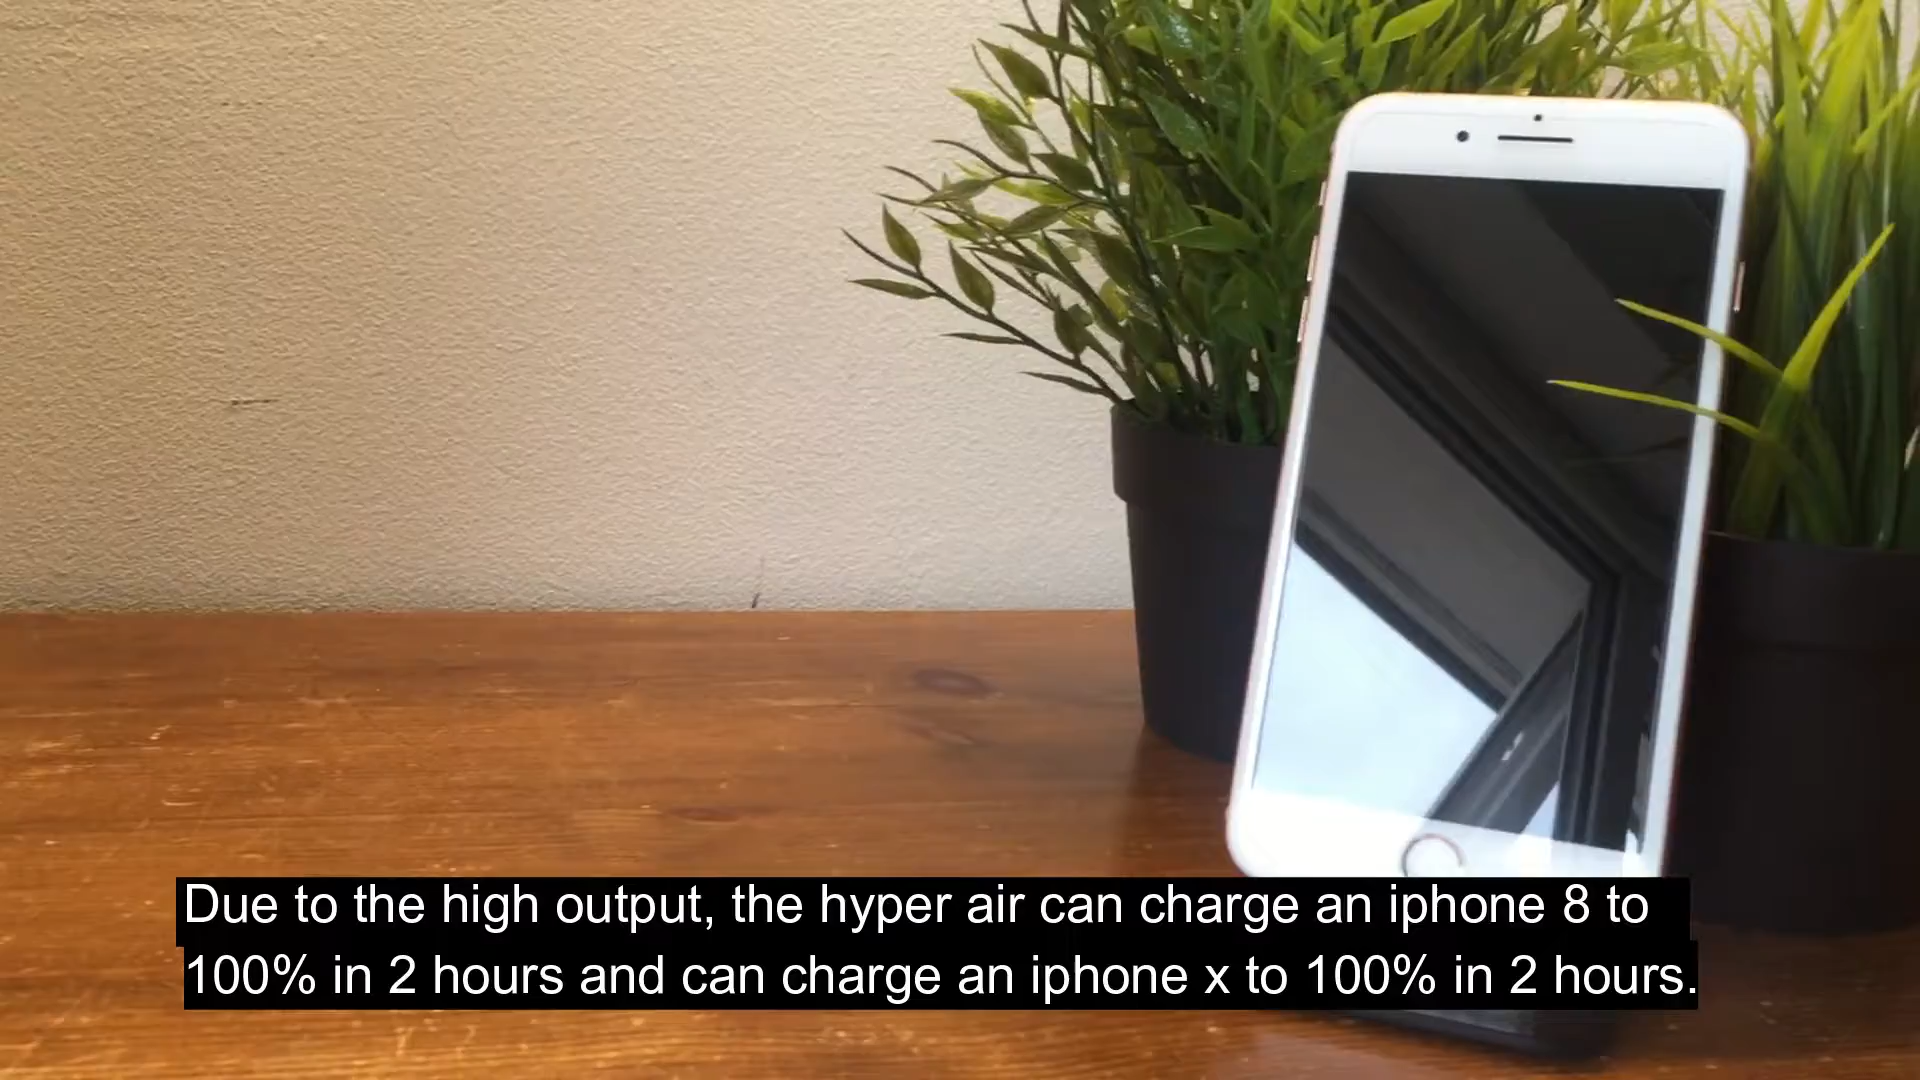 Due to the high output, the hyper air can charge an iphone 8 to
100% in 2 hours and can charge an iphone x to 100% in 2 hours.